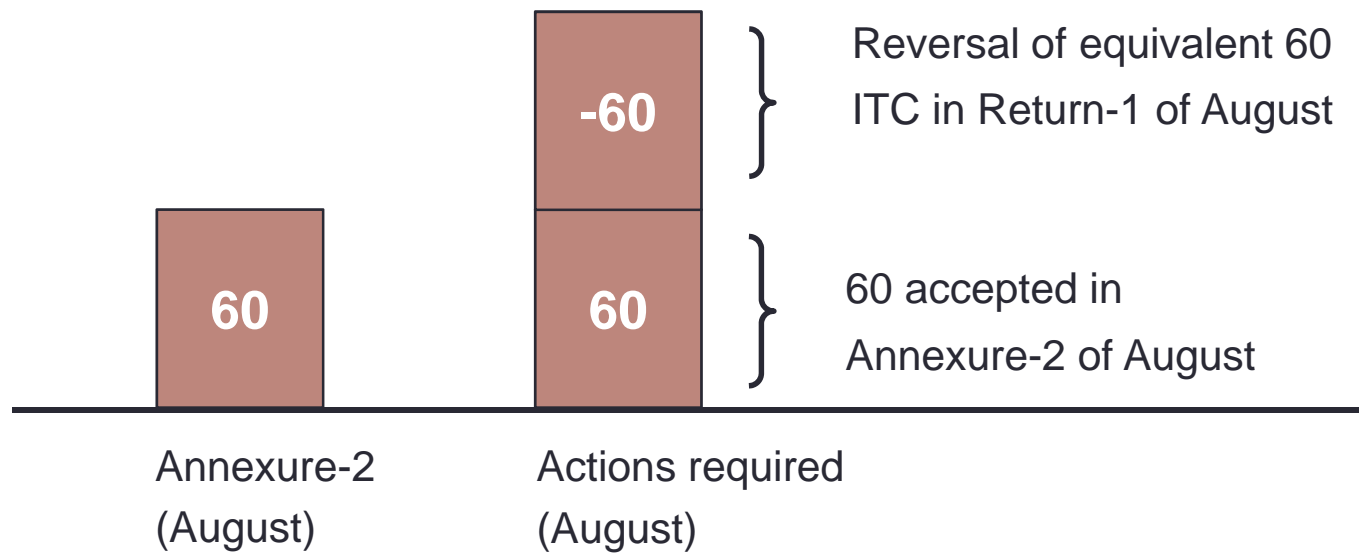 -60
Reversal of equivalent 60
ITC in Return-1 of August
60
60
60 accepted in
Annexure-2 of August
Annexure-2
(August)
Actions required
(August)